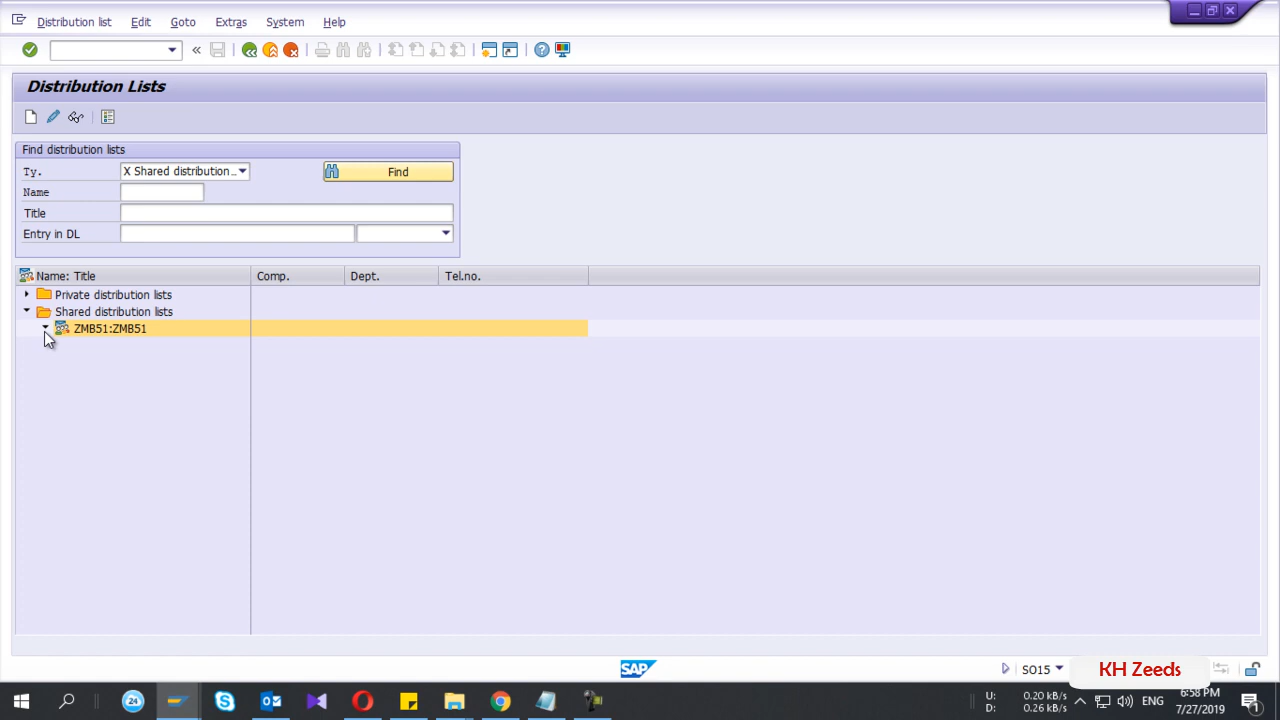 Distribution list Edit Goto Extras System Help
Distribution Lists
Find distribution lists
Ty. X Shared distribution.. Find
Name
Title
Entry in DL
Name: Title Comp. Dept. Tel.no.
Private distribution lists
Shared distribution lists
ZMB51:ZMB51
SAP SO15 KH Zeeds
24 U: 0.20 kB/s ENG 6:58 PM
D: 0.26 kB/s 7/27/2019 1